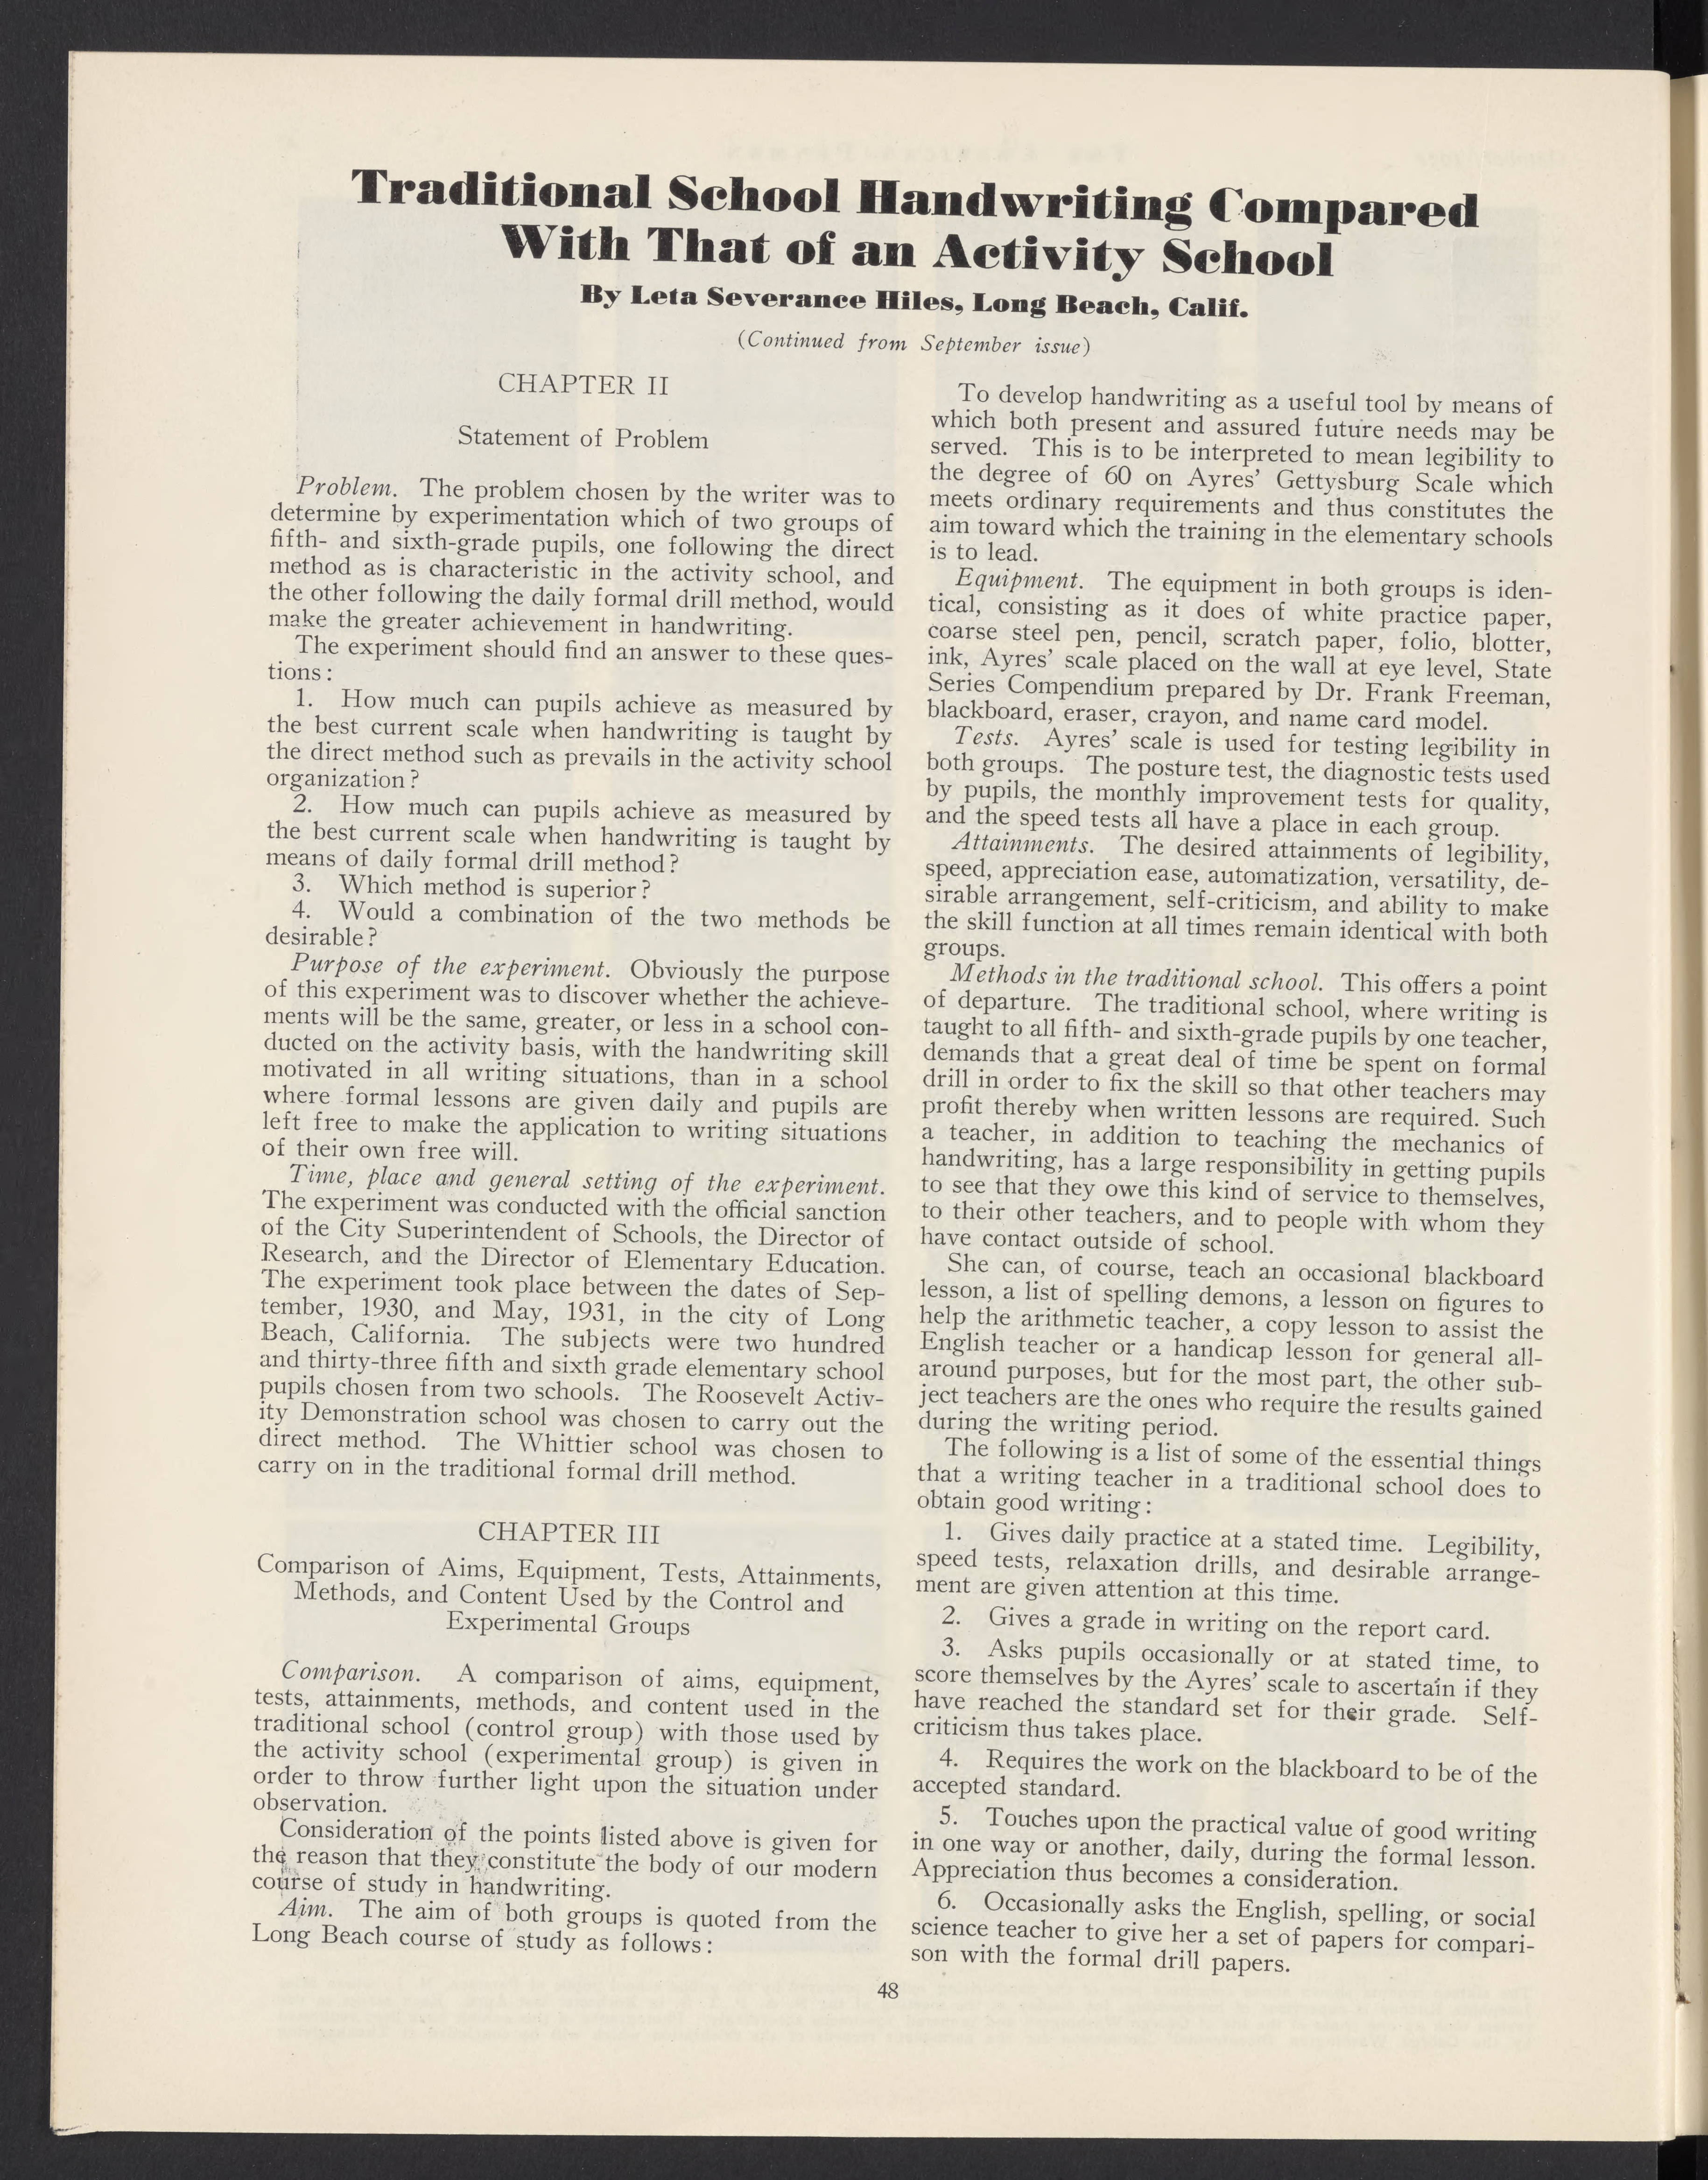 Traditional School Handwriting Compared
With That of an Activity School
By Leta Severance Hiles, Long Beach, Calif.
(Continued from September issue)
CHAPTER II
Statement of Problem
Problem. The problem chosen by the writer was to
determine by experimentation which of two groups of
fifth- and sixth-grade pupils, one following the direct
method as is characteristic in the activity school, and
the other following the daily formal drill method, would
make the greater achievement in handwriting.
The experiment should find an answer to these ques-
tions:
1. How much can pupils achieve as measured by
the best current scale when handwriting is taught by
the direct method such as prevails in the activity school
organization?
2. How much can pupils achieve as measured by
the best current scale when handwriting is taught by
means of daily formal drill method?
3. Which method is superior?
4. Would a combination of the two methods be
desirable?
Purpose of the experiment. Obviously the purpose
of this experiment was to discover whether the achieve-
ments will be the same, greater, or less in a school con-
ducted on the activity basis, with the handwriting skill
motivated in all writing situations, than in a school
where formal lessons are given daily and pupils are
left free to make the application to writing situations
of their own free will.
Time, place and general setting of the experiment.
The experiment was conducted with the official sanction
of the City Superintendent of Schools, the Director of
Research, and the Director of Elementary Education.
The experiment took place between the dates of Sep-
tember, 1930, and May, 1931, in the city of Long
Beach, California. The subjects were two hundred
and thirty-three fifth and sixth grade elementary school
pupils chosen from two schools. The Roosevelt Activ-
ity Demonstration school was chosen to carry out the
direct method. The Whittier school was chosen to
carry on in the traditional formal drill method.
CHAPTER III
Comparison of Aims, Equipment, Tests, Attainments,
Methods, and Content Used by the Control and
Experimental Groups
Comparison. A comparison of aims, equipment,
tests, attainments, methods, and content used in the
traditional school (control group) with those used by
the activity school (experimental group) is given in
order to throw further light upon the situation under
observation.
Consideration of the points listed above is given for
the reason that they constitute the body of our modern
course of study in handwriting.
Aim. The aim of both groups is quoted from the
Long Beach course of study as follows:
To develop handwriting as a useful tool by means of
which both present and assured future needs may be
served. This is to be interpreted to mean legibility to
the degree of 60 on Ayres' Gettysburg Scale which
meets ordinary requirements and thus constitutes the
aim toward which the training in the elementary schools
is to lead.
Equipment. The equipment in both groups is iden-
tical, consisting as it does of white practice paper,
coarse steel pen, pencil, scratch paper, folio, blotter,
ink, Ayres' scale placed on the wall at eye level, State
Series Compendium prepared by Dr. Frank Freeman,
blackboard, eraser, crayon, and name card model.
Tests. Ayres' scale is used for testing legibility in
both groups. The posture test, the diagnostic tests used
by pupils, the monthly improvement tests for quality,
and the speed tests all have a place in each group.
Attainments. The desired attainments of legibility,
speed, appreciation ease, automatization, versatility, de-
sirable arrangement, self-criticism, and ability to make
the skill function at all times remain identical with both
groups.
Methods in the traditional school. This offers a point
of departure. The traditional school, where writing is
taught to all fifth- and sixth-grade pupils by one teacher,
demands that a great deal of time be spent on formal
drill in order to fix the skill so that other teachers may
profit thereby when written lessons are required. Such
a teacher, in addition to teaching the mechanics of
handwriting, has a large responsibility in getting pupils
to see that they owe this kind of service to themselves,
to their other teachers, and to people with whom they
have contact outside of school.
She can, of course, teach an occasional blackboard
lesson, a list of spelling demons, a lesson on figures to
help the arithmetic teacher, a copy lesson to assist the
English teacher or a handicap lesson for general all-
around purposes, but for the most part, the other sub-
ject teachers are the ones who require the results gained
during the writing period.
The following is a list of some of the essential things
that a writing teacher in a traditional school does to
obtain good writing:
1. Gives daily practice at a stated time. Legibility,
speed tests, relaxation drills, and desirable arrange-
ment are given attention at this time.
2. Gives a grade in writing on the report card.
3. Asks pupils occasionally or at stated time, to
score themselves by the Ayres' scale to ascertain if they
have reached the standard set for their grade. Self-
criticism thus takes place.
4. Requires the work on the blackboard to be of the
accepted standard.
5. Touches upon the practical value of good writing
in one way or another, daily, during the formal lesson.
Appreciation thus becomes a consideration.
6. Occasionally asks the English, spelling, or social
science teacher to give her a set of papers for compari-
son with the formal drill papers.
48